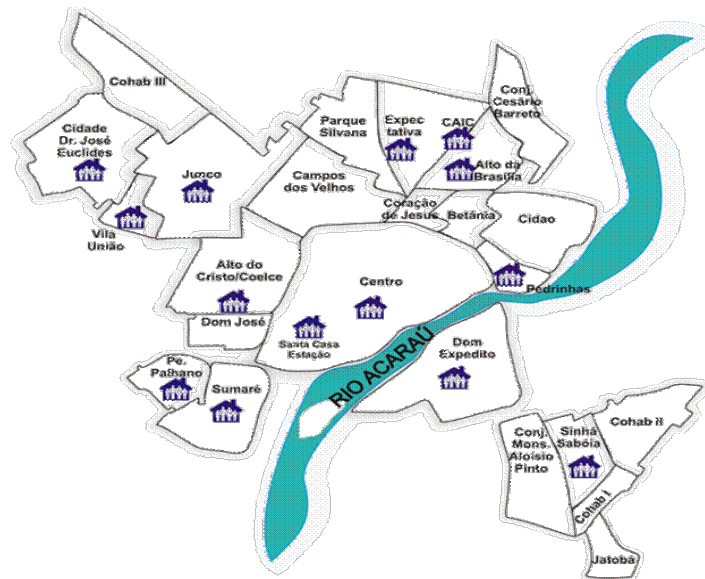 Cohab III
Conj.
Cesário
Barreto
Parque
Silvana
Expec
tativa
CAIC
Cidade
Dr. José
Euclides
Junco
Campos
dos Velhos
Alto da
Brasília
Coração
de Jesus
Betânia
Cidao
Vila
União
Alto do
Cristo/Coelce
Centro
Pedrinhas
Dom José
Santa Casa
Estação
RIO ACARAÚ
Dom
Expedito
Pe.
Palhano
Sumaré
Conj.
Mons.
Aloísio
Pinto
Sinhá
Sabóia
Cohab II
Cohab I
Jatobá